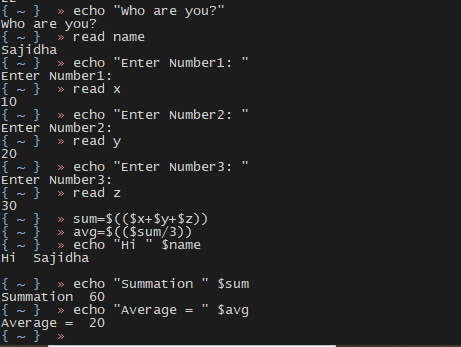 { ~ }  » echo "Who are you?"
Who are you?
{ ~ }  » read name
Sajidha
{ ~ }  » echo "Enter Number1: "
Enter Number1:
{ ~ }  » read x
10
{ ~ }  » echo "Enter Number2: "
Enter Number2:
{ ~ }  » read y
20
{ ~ }  » echo "Enter Number3: "
Enter Number3:
{ ~ }  » read z
30
{ ~ }  » sum=$(($x+$y+$z))
{ ~ }  » avg=$(($sum/3))
{ ~ }  » echo "Hi " $name
Hi  Sajidha

{ ~ }  » echo "Summation " $sum
Summation  60
{ ~ }  » echo "Average = " $avg
Average =  20
{ ~ }  »